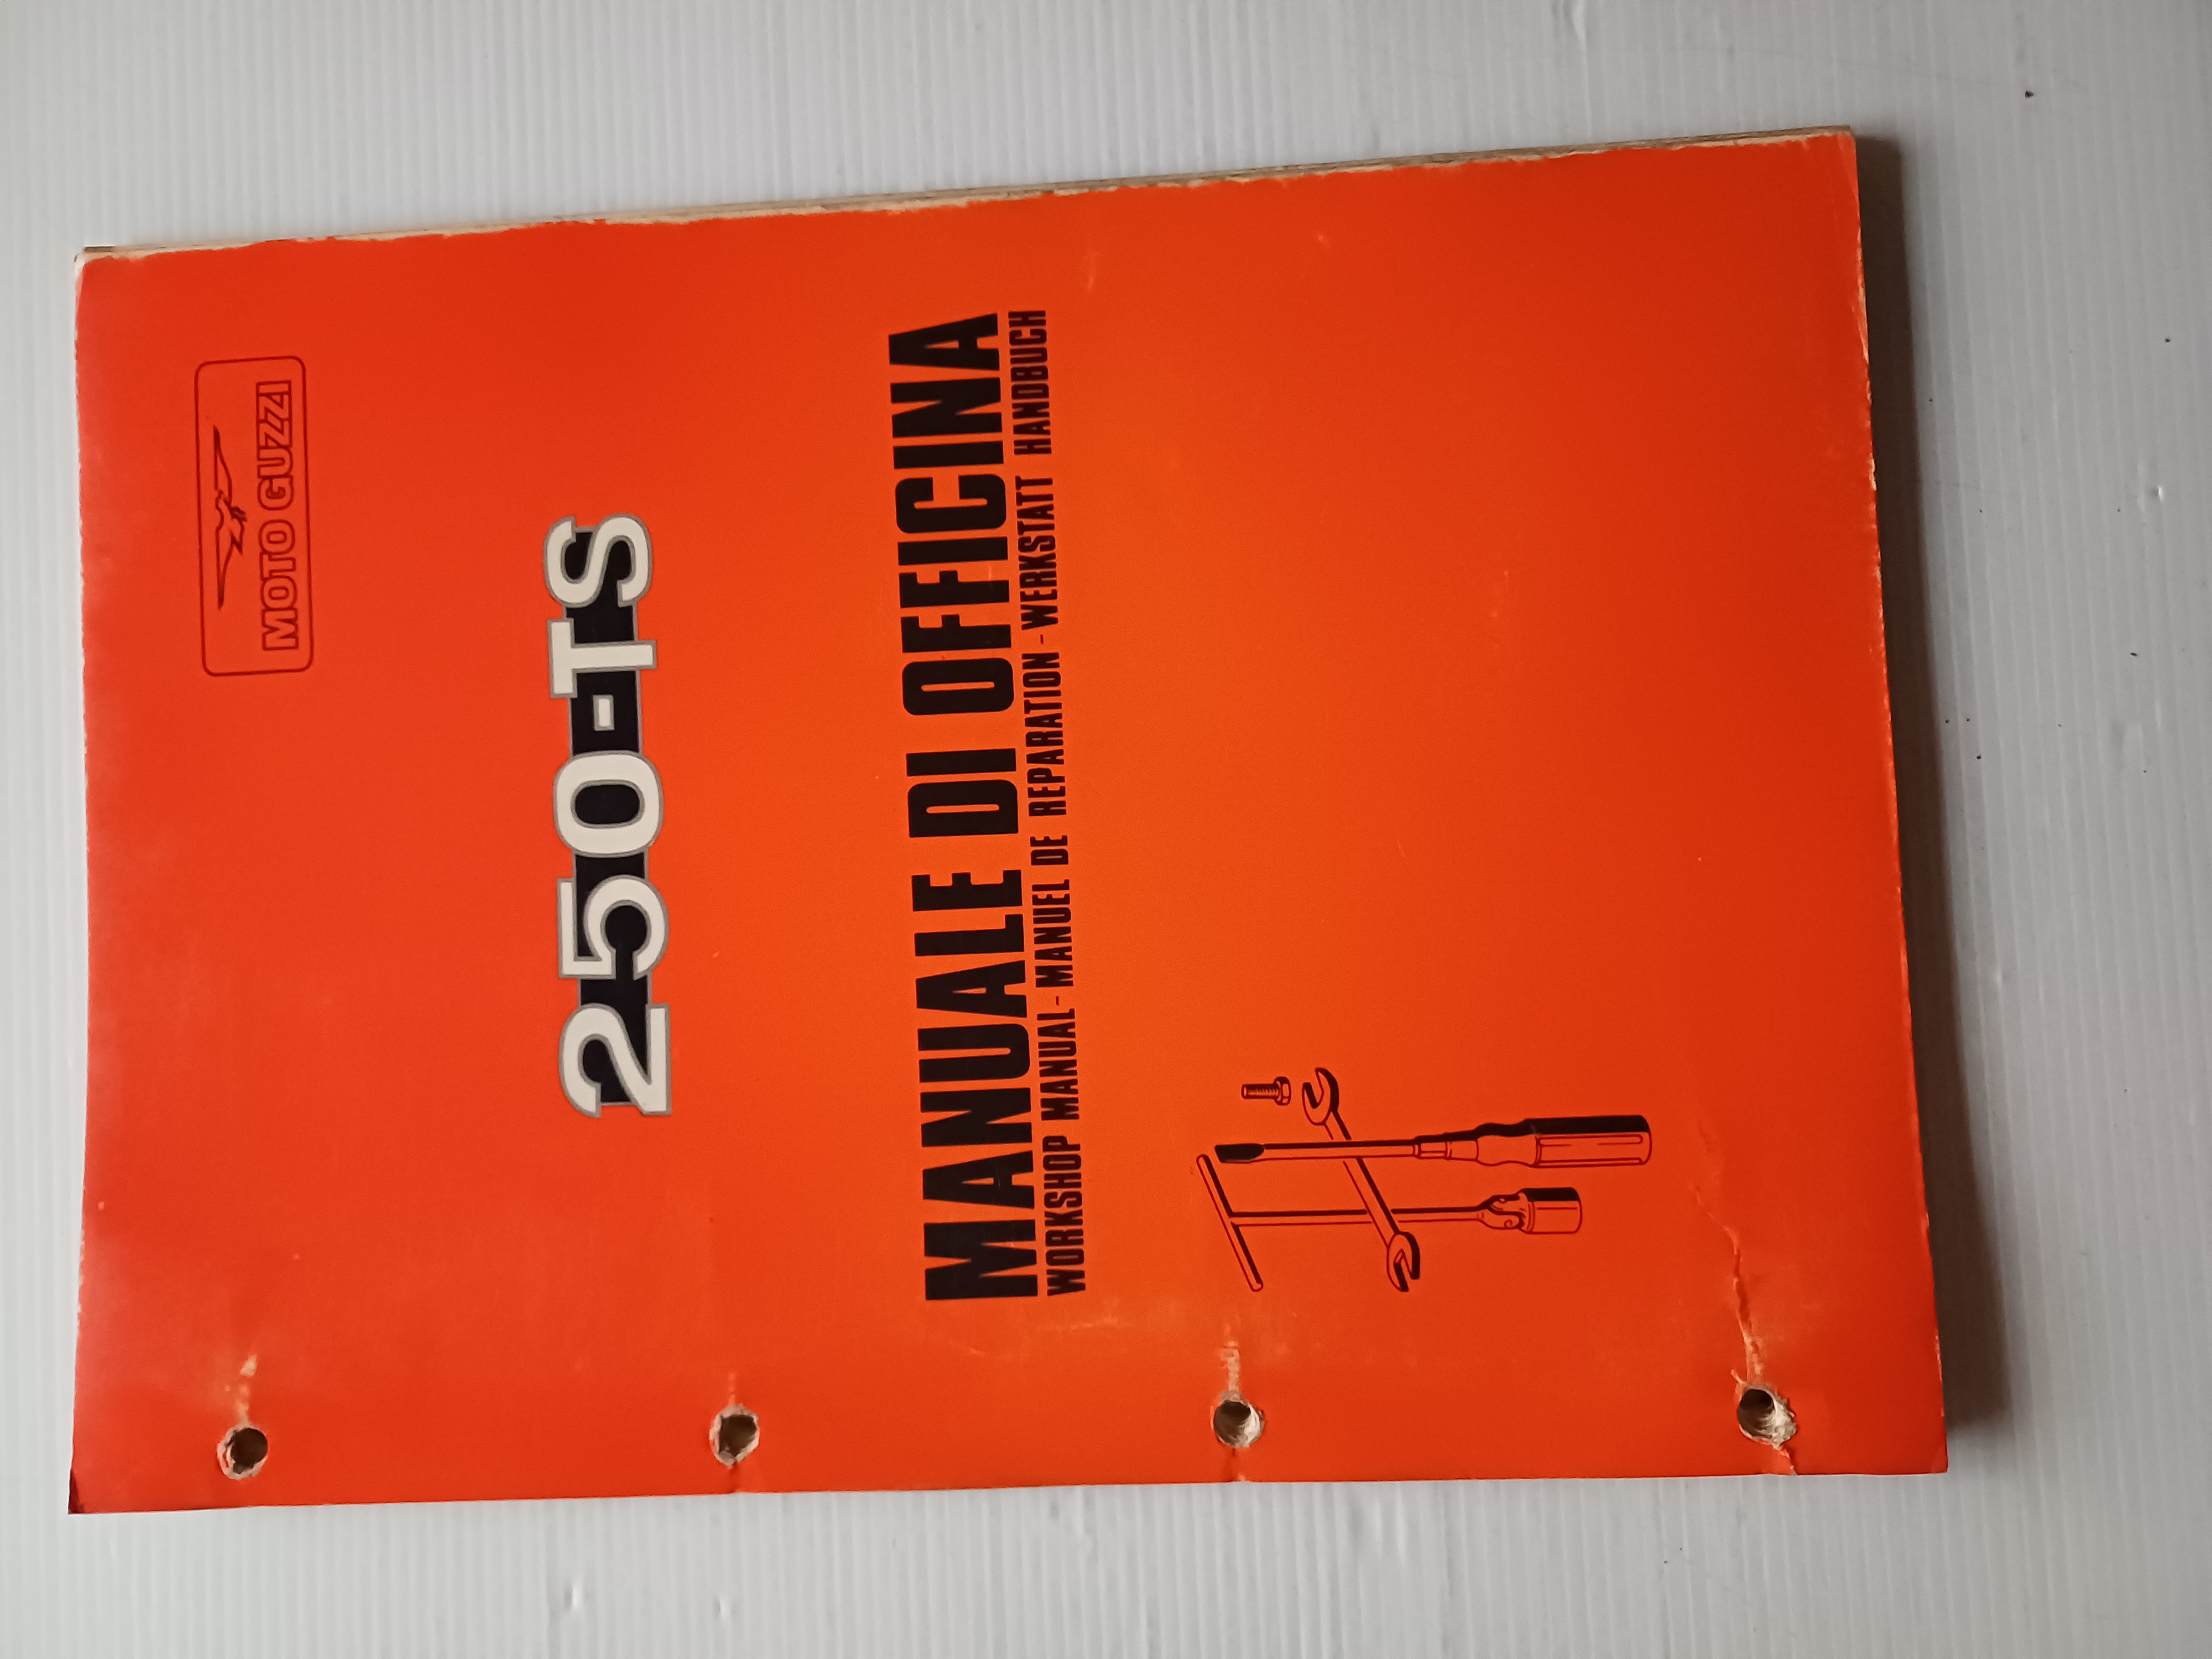 MOTO GUZZI
250-TS
MANUALE DI OFFICINA
WORKSHOP MANUAL - MANUEL DE REPARATION - WERKSTATT HANDBUCH